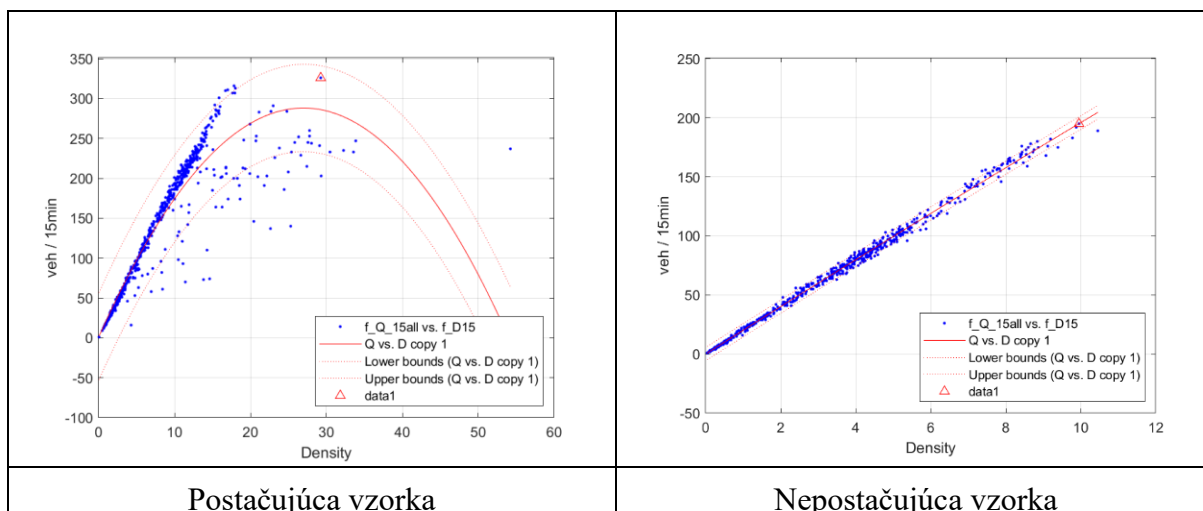 350
300
250
200
150
100
50
0
-50
-100
veh / 15min
0
10
20
30
40
50
60
Density
f_Q_15all vs. f_D15
Q vs. D copy 1
Lower bounds (Q vs. D copy 1)
Upper bounds (Q vs. D copy 1)
data1
Postačujúca vzorka
250
200
150
100
50
0
-50
veh / 15min
0
2
4
6
8
10
12
Density
f_Q_15all vs. f_D15
Q vs. D copy 1
Lower bounds (Q vs. D copy 1)
Upper bounds (Q vs. D copy 1)
data1
Nepostačujúca vzorka